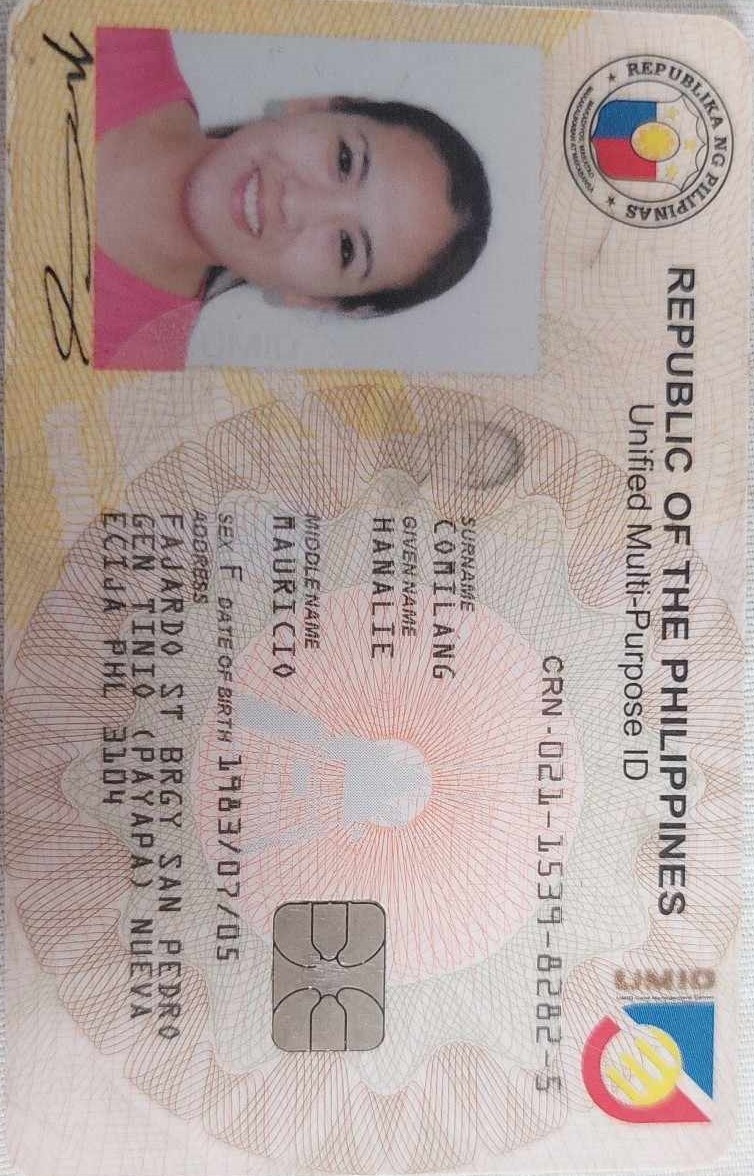 REPUBLIKA NG PILIPINAS
MAKADIYOS, MAKATAO
MAKAKALIKASAN AT MAKABANSA
REPUBLIC OF THE PHILIPPINES
Unified Multi-Purpose ID
UMID
CRN - 021-1539-8282-5
SURNAME
COMILANG
GIVEN NAME
HANALIE
MIDDLE NAME
MAURICIO
SEX F DATE OF BIRTH 1983/07/05
ADDRESS
FAJARDO ST BRGY SAN PEDRO
GEN TINIO (PAYAPA) NUEVA
ECIJA PHL 3104